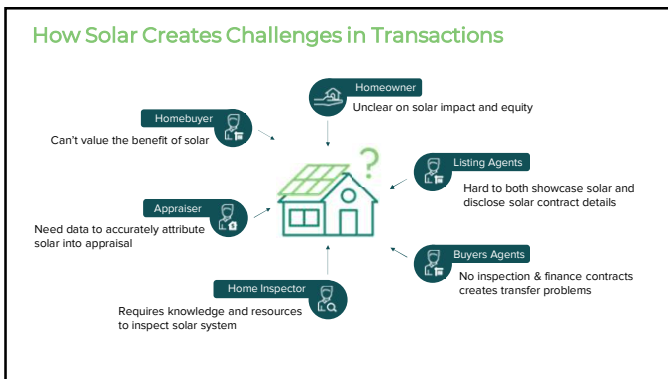 How Solar Creates Challenges in Transactions
Homeowner
Unclear on solar impact and equity
Homebuyer
Can't value the benefit of solar
?
Listing Agents
Hard to both showcase solar and
disclose solar contract details
Appraiser
Need data to accurately attribute
solar into appraisal
Buyers Agents
No inspection & finance contracts
creates transfer problems
Home Inspector
Requires knowledge and resources
to inspect solar system